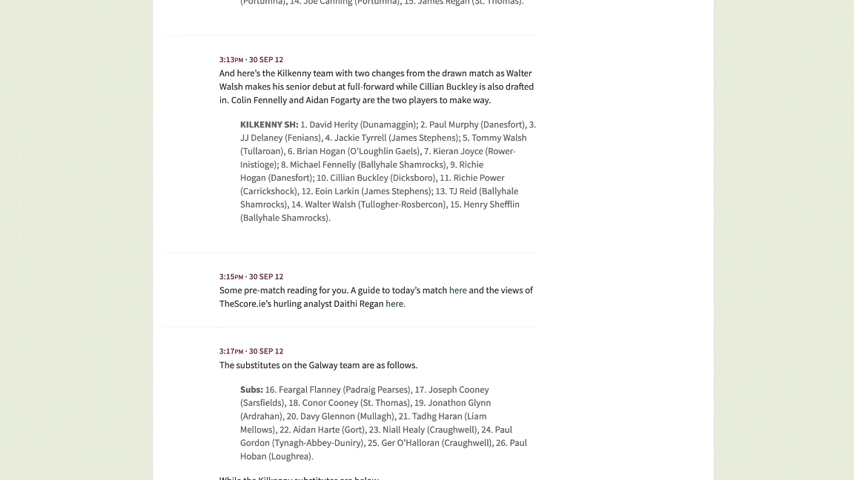 (Portumna), 14. Joe Canning (Portumna), 15. James Regan (St. Thomas).
3:13PM · 30 SEP 12
And here's the Kilkenny team with two changes from the drawn match as Walter
Walsh makes his senior debut at full-forward while Cillian Buckley is also drafted
in. Colin Fennelly and Aidan Fogarty are the two players to make way.
KILKENNY SH: 1. David Herity (Dunamaggin); 2. Paul Murphy (Danesfort), 3.
JJ Delaney (Fenians), 4. Jackie Tyrrell (James Stephens); 5. Tommy Walsh
(Tullaroan), 6. Brian Hogan (O'Loughlin Gaels), 7. Kieran Joyce (Rower-
Inistioge); 8. Michael Fennelly (Ballyhale Shamrocks), 9. Richie
Hogan (Danesfort); 10. Cillian Buckley (Dicksboro), 11. Richie Power
(Carrickshock), 12. Eoin Larkin (James Stephens); 13. TJ Reid (Ballyhale
Shamrocks), 14. Walter Walsh (Tullogher-Rosbercon), 15. Henry Shefflin
(Ballyhale Shamrocks).
3:15PM · 30 SEP 12
Some pre-match reading for you. A guide to today's match here and the views of
TheScore.ie's hurling analyst Daithi Regan here.
3:17PM · 30 SEP 12
The substitutes on the Galway team are as follows.
Subs: 16. Feargal Flanney (Padraig Pearses), 17. Joseph Cooney
(Sarsfields), 18. Conor Cooney (St. Thomas), 19. Jonathon Glynn
(Ardrahan), 20. Davy Glennon (Mullagh), 21. Tadhg Haran (Liam
Mellows), 22. Aidan Harte (Gort), 23. Niall Healy (Craughwell), 24. Paul
Gordon (Tynagh-Abbey-Duniry), 25. Ger O'Halloran (Craughwell), 26. Paul
Hoban (Loughrea).
While the Kilkenny substitutes are below.